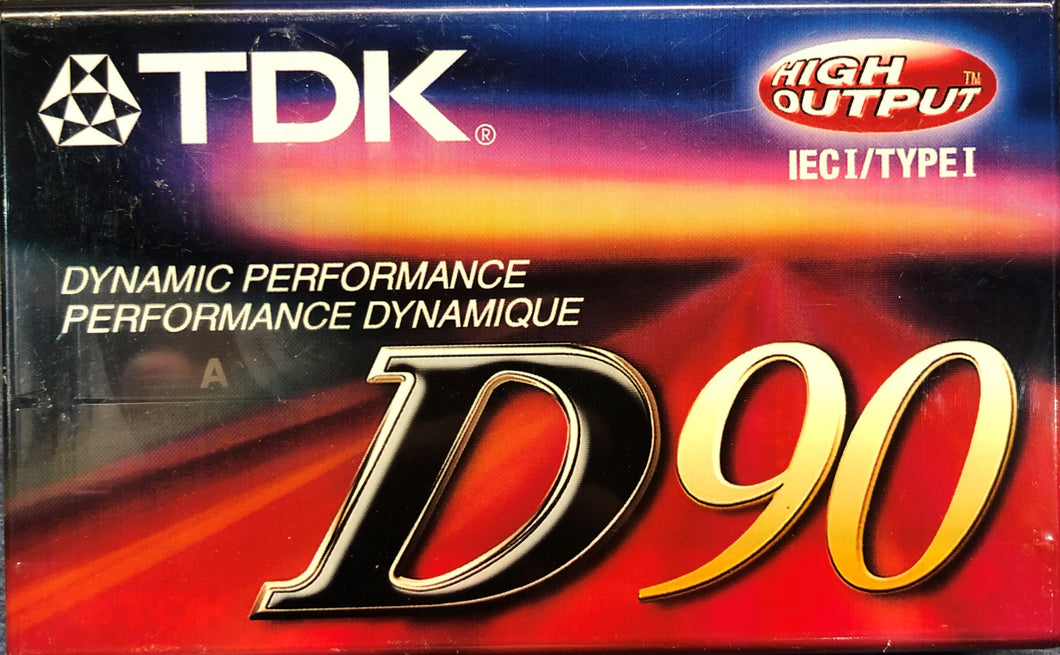 TDK®
HIGH
OUTPUT™
IEC I/TYPE I
DYNAMIC PERFORMANCE
PERFORMANCE DYNAMIQUE
A
D90